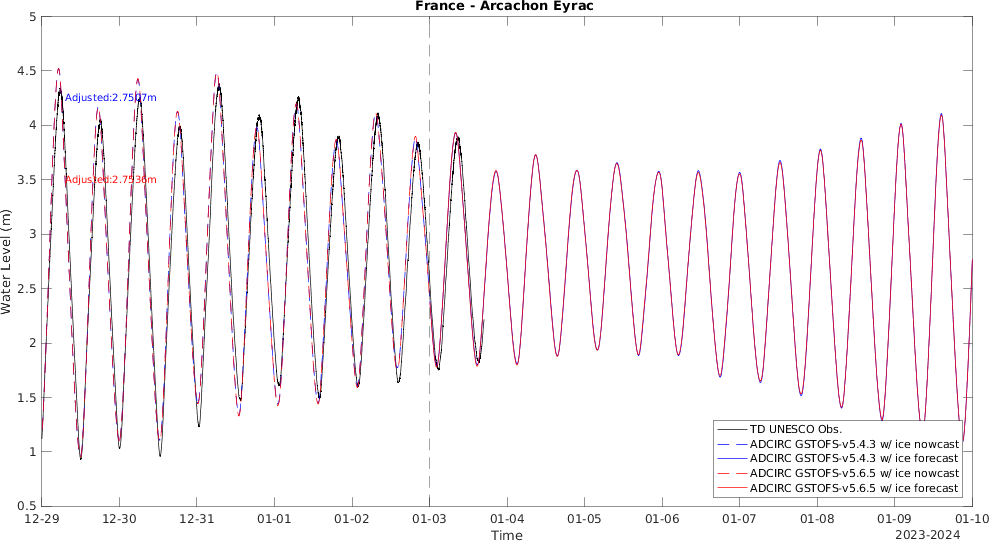 France - Arcachon Eyrac
5
4.5
4
3.5
3
2.5
2
1.5
1
0.5
Water Level (m)
Adjusted:2.7507m
Adjusted:2.7536m
TD UNESCO Obs.
ADCIRC GSTOFS-v5.4.3 w/ ice nowcast
ADCIRC GSTOFS-v5.4.3 w/ ice forecast
ADCIRC GSTOFS-v5.6.5 w/ ice nowcast
ADCIRC GSTOFS-v5.6.5 w/ ice forecast
12-29 12-30 12-31 01-01 01-02 01-03 01-04 01-05 01-06 01-07 01-08 01-09 01-10
Time
2023-2024